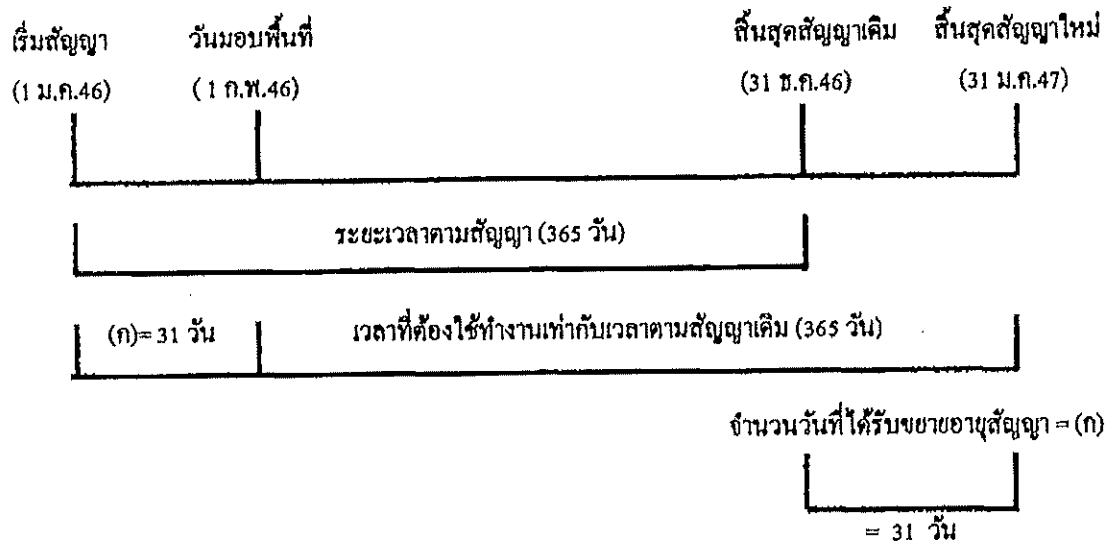 เริ่มสัญญา วันมอบพื้นที่ สิ้นสุดสัญญาเดิม สิ้นสุดสัญญาใหม่
(1 ม.ค.46) ( 1 ก.พ.46) (31 ธ.ค.46) (31 ม.ค.47)
ระยะเวลาตามสัญญา (365 วัน)
(ก)= 31 วัน เวลาที่ต้องใช้ทำงานเท่ากับเวลาตามสัญญาเดิม (365 วัน)
จำนวนวันที่ได้รับขยายอายุสัญญา = (ก)
= 31 วัน